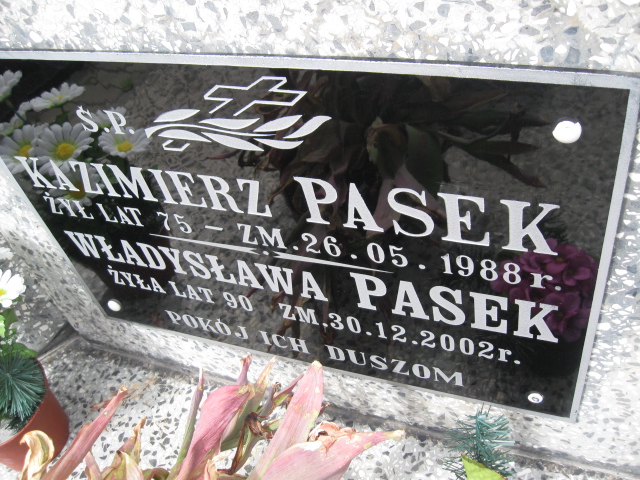 Ś.P.
KAZIMIERZ PASEK
ŻYŁ LAT 75 - ZM. 26.05.1988 r.
WŁADYSŁAWA PASEK
ŻYŁA LAT 90 ZM. 30.12.2002 r.
POKÓJ ICH DUSZOM